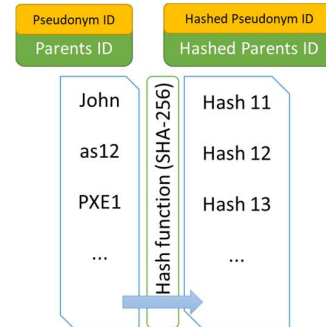 Pseudonym ID
Parents ID
Hashed Pseudonym ID
Hashed Parents ID
John
as12
PXE1
...
Hash function (SHA-256)
Hash 11
Hash 12
Hash 13
...